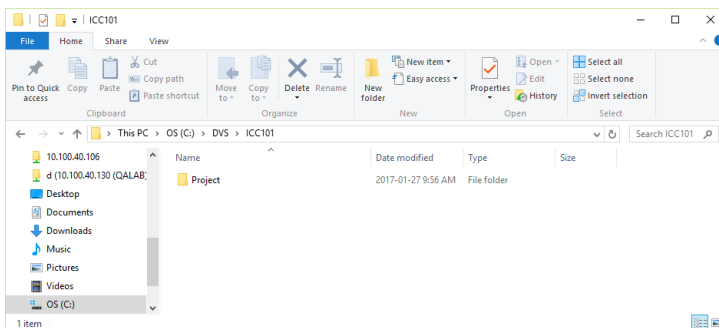 ICC101
File Home Share View
Pin to Quick access
Copy
Paste
Cut
Copy path
Paste shortcut
Clipboard
Move to
Copy to
Delete
Rename
Organize
New folder
New item
Easy access
New
Properties
Open
Edit
History
Open
Select all
Select none
Invert selection
Select
This PC > OS (C:) > DVS > ICC101
Search ICC101
10.100.40.106
d (10.100.40.130 (QALAB)
Desktop
Documents
Downloads
Music
Pictures
Videos
OS (C:)
Name Date modified Type Size
Project 2017-01-27 9:56 AM File folder
1 item